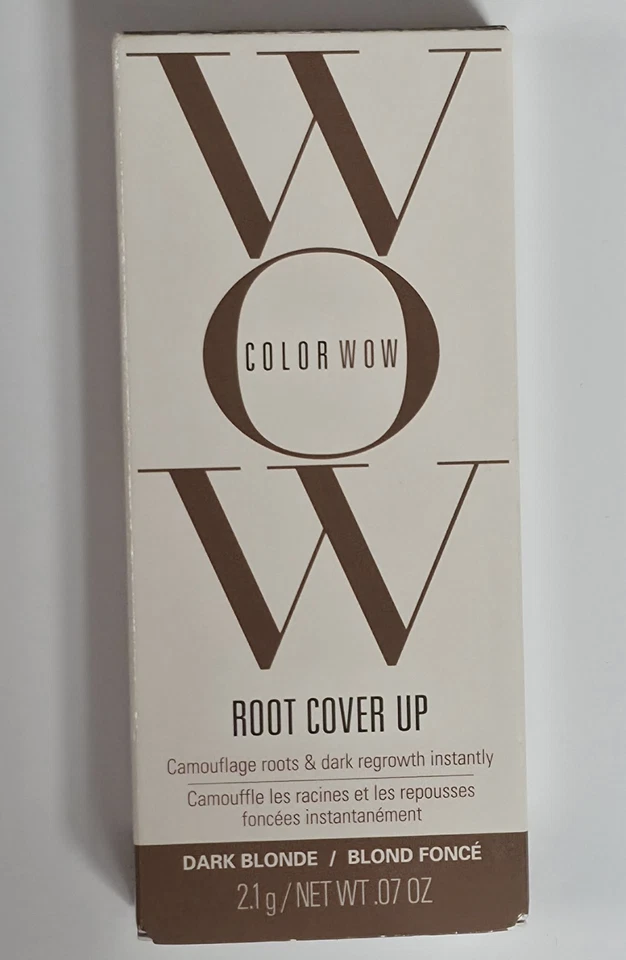 W
O
COLOR WOW
W
ROOT COVER UP
Camouflage roots & dark regrowth instantly
Camouffle les racines et les repousses
foncées instantanément
DARK BLONDE / BLOND FONCÉ
2.1 g / NET WT .07 OZ